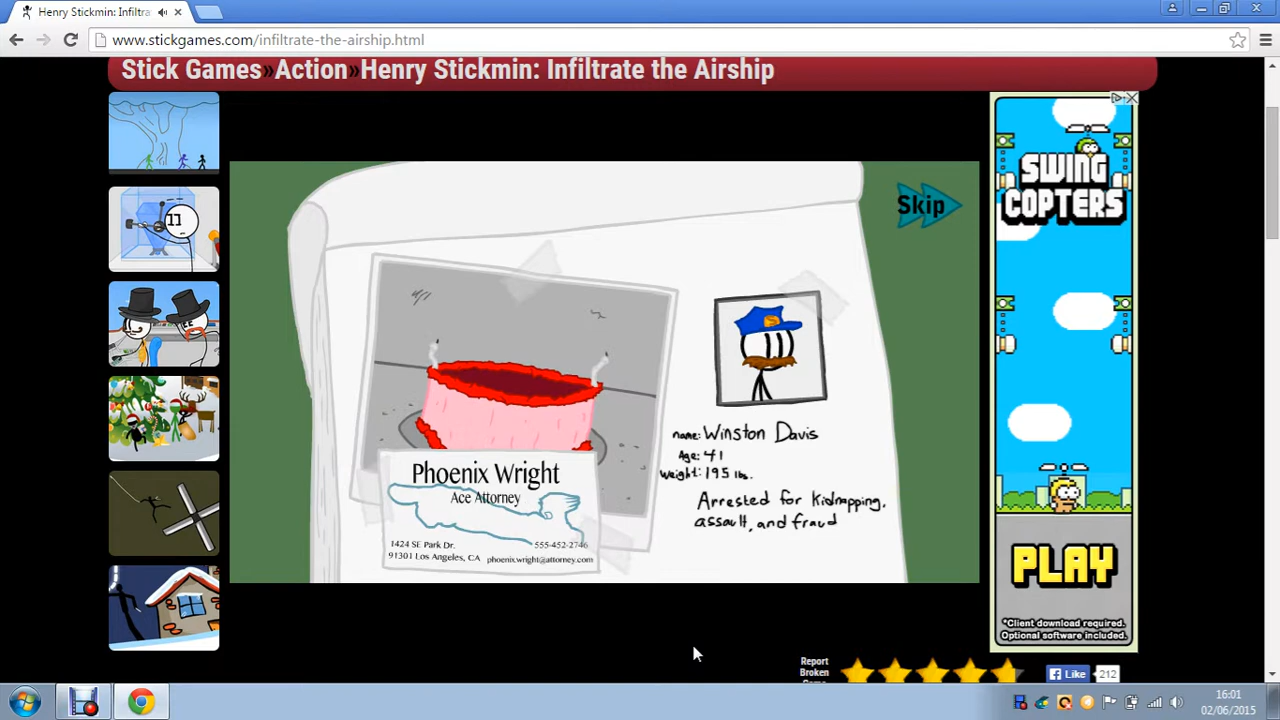 Henry Stickmin: Infiltra
www.stickgames.com/infiltrate-the-airship.html
Stick Games»Action»Henry Stickmin: Infiltrate the Airship
Skip
SWING
COPTERS
Phoenix Wright
Ace Attorney
1424 SE Park Dr. 555-452-2746
91301 Los Angeles, CA phoenix.wright@attorney.com
name: Winston Davis
Age: 41
Weight: 195 lbs.
Arrested for Kidnapping,
assault, and fraud
PLAY
*Client download required.
Optional software included.
Report
Broken
Like 212
16:01
02/06/2015